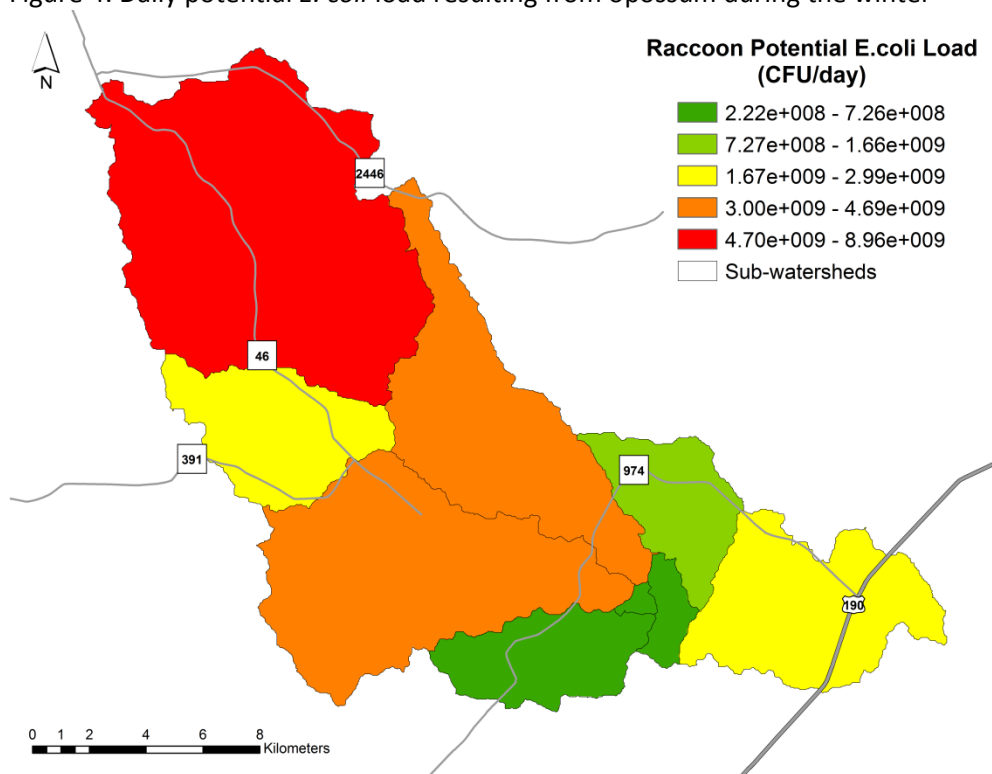 Figure 4. Daily potential E. coli load resulting from opossum during the winter
Raccoon Potential E.coli Load
(CFU/day)
N
2.22e+008 - 7.26e+008
7.27e+008 - 1.66e+009
1.67e+009 - 2.99e+009
3.00e+009 - 4.69e+009
4.70e+009 - 8.96e+009
Sub-watersheds
2446
46
391
974
190
0 1 2 4 6 8
Kilometers